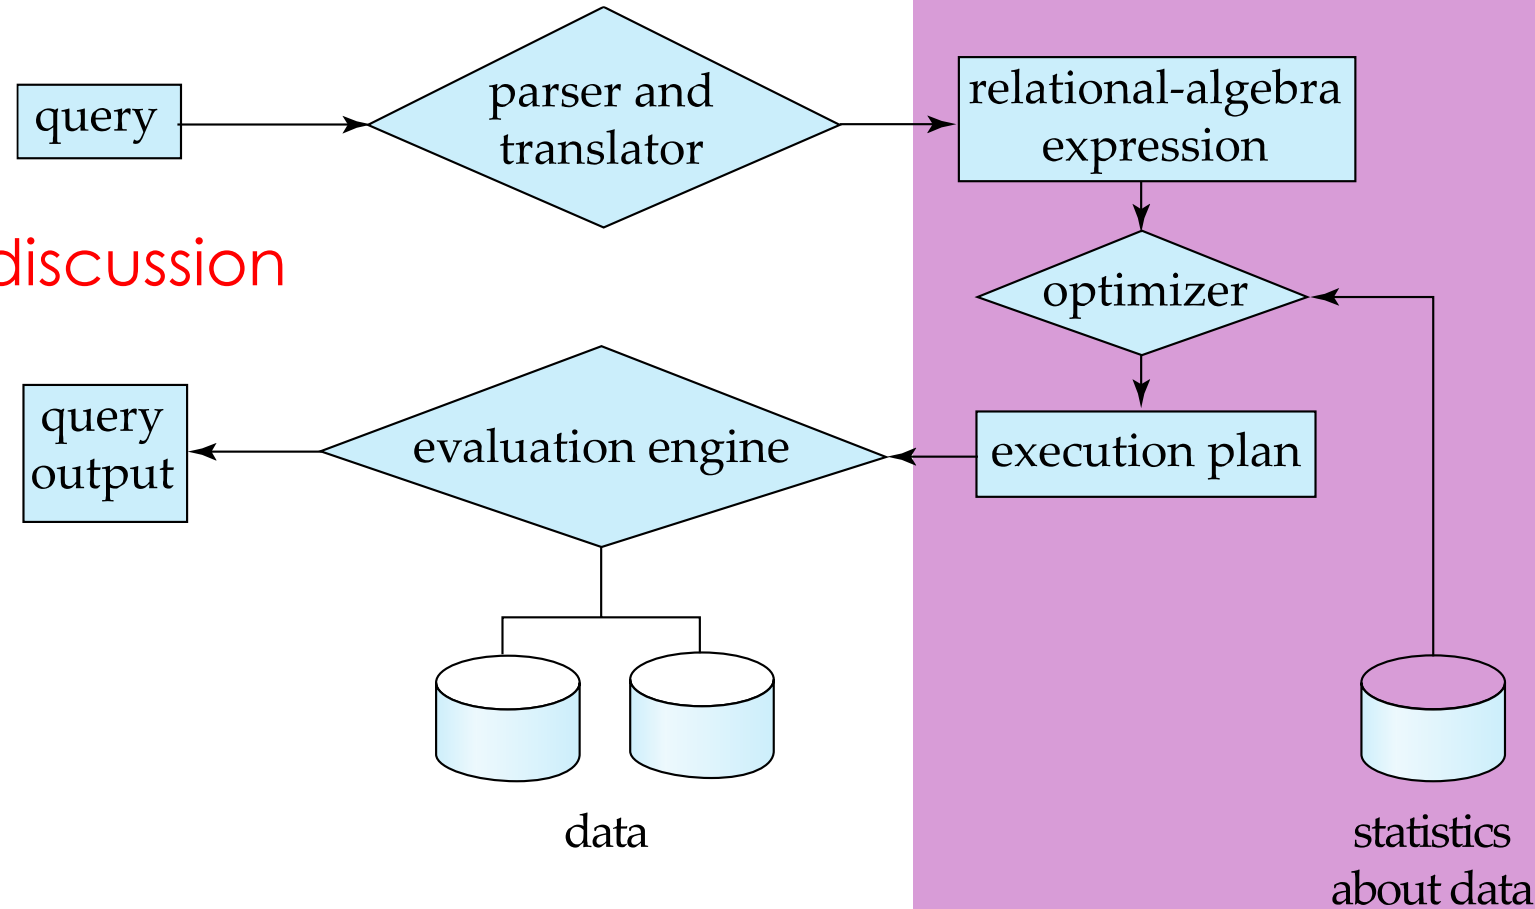 query
parser and
translator
relational-algebra
expression
discussion
optimizer
query
output
evaluation engine
execution plan
data
statistics
about data